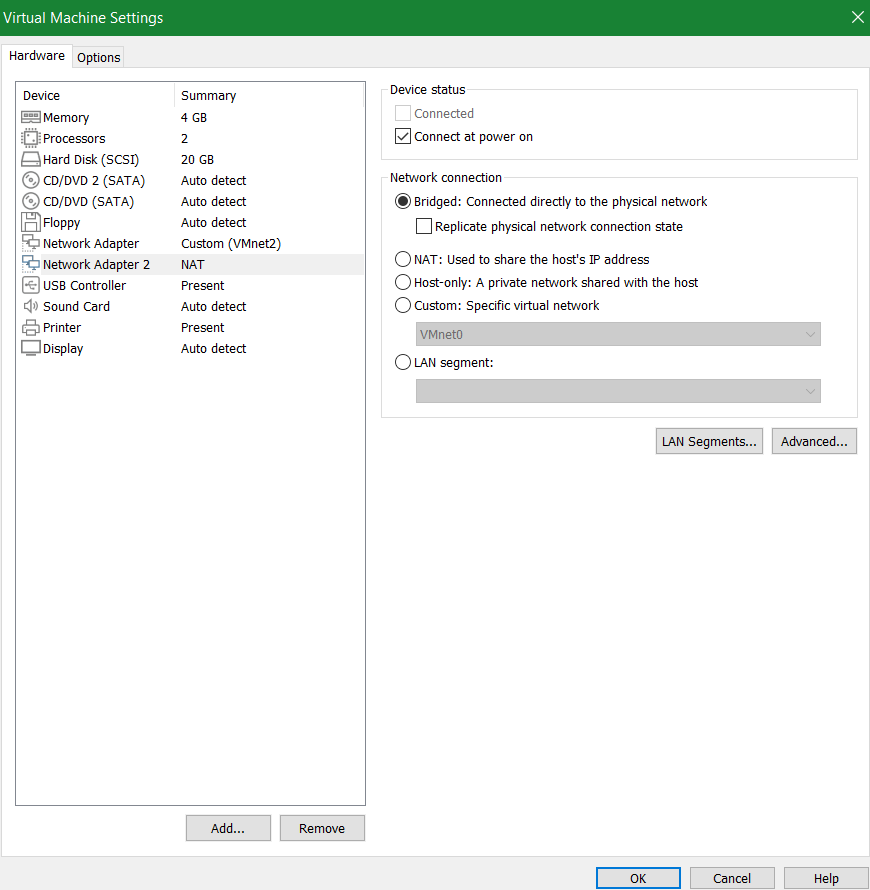 Virtual Machine Settings
Hardware
Options
Device Summary
Memory 4 GB
Processors 2
Hard Disk (SCSI) 20 GB
CD/DVD 2 (SATA) Auto detect
CD/DVD (SATA) Auto detect
Floppy Auto detect
Network Adapter Custom (VMnet2)
Network Adapter 2 NAT
USB Controller Present
Sound Card Auto detect
Printer Present
Display Auto detect
Add... Remove
Device status
Connected
Connect at power on
Network connection
Bridged: Connected directly to the physical network
Replicate physical network connection state
NAT: Used to share the host's IP address
Host-only: A private network shared with the host
Custom: Specific virtual network
VMnet0
LAN segment:
LAN Segments... Advanced...
OK Cancel Help